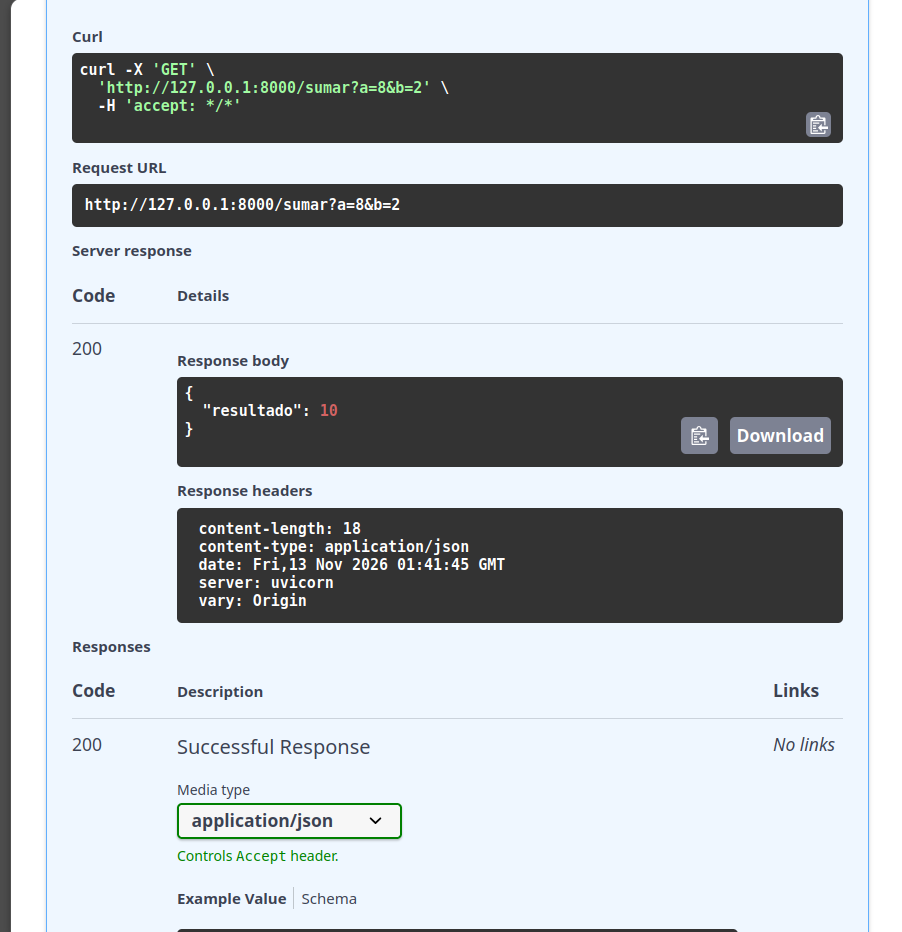 Curl
curl -X 'GET' \
  'http://127.0.0.1:8000/sumar?a=8&b=2' \
  -H 'accept: */*'
Request URL
http://127.0.0.1:8000/sumar?a=8&b=2
Server response
Code Details
200
Response body
{
  "resultado": 10
}
Download
Response headers
content-length: 18
content-type: application/json
date: Fri,13 Nov 2026 01:41:45 GMT
server: uvicorn
vary: Origin
Responses
Code Description Links
200 Successful Response No links
Media type
application/json
Controls Accept header.
Example Value Schema